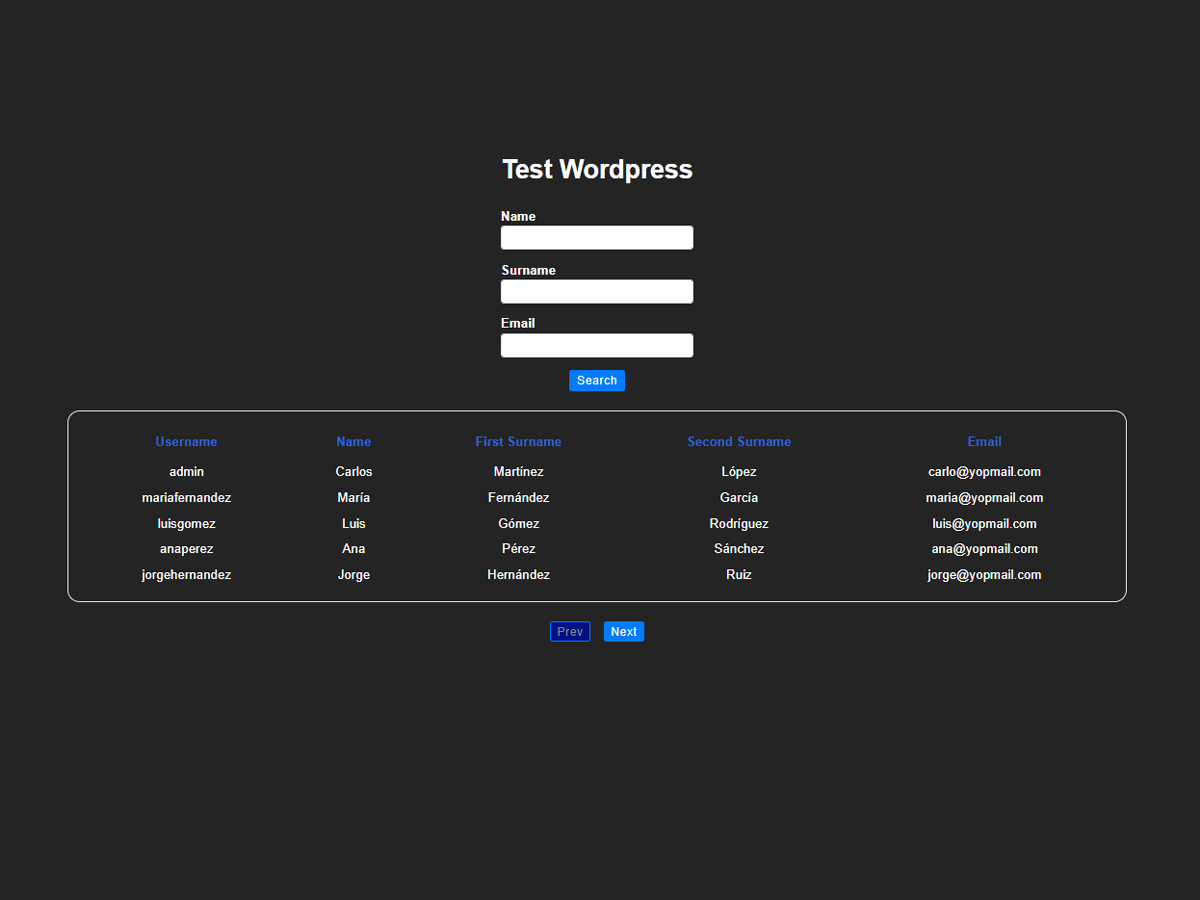 Test Wordpress
Name
Surname
Email
Search
Username Name First Surname Second Surname Email
admin Carlos Martínez López carlo@yopmail.com
mariafernandez María Fernández García maria@yopmail.com
luisgomez Luis Gómez Rodríguez luis@yopmail.com
anaperez Ana Pérez Sánchez ana@yopmail.com
jorgehernandez Jorge Hernández Ruiz jorge@yopmail.com
Prev Next